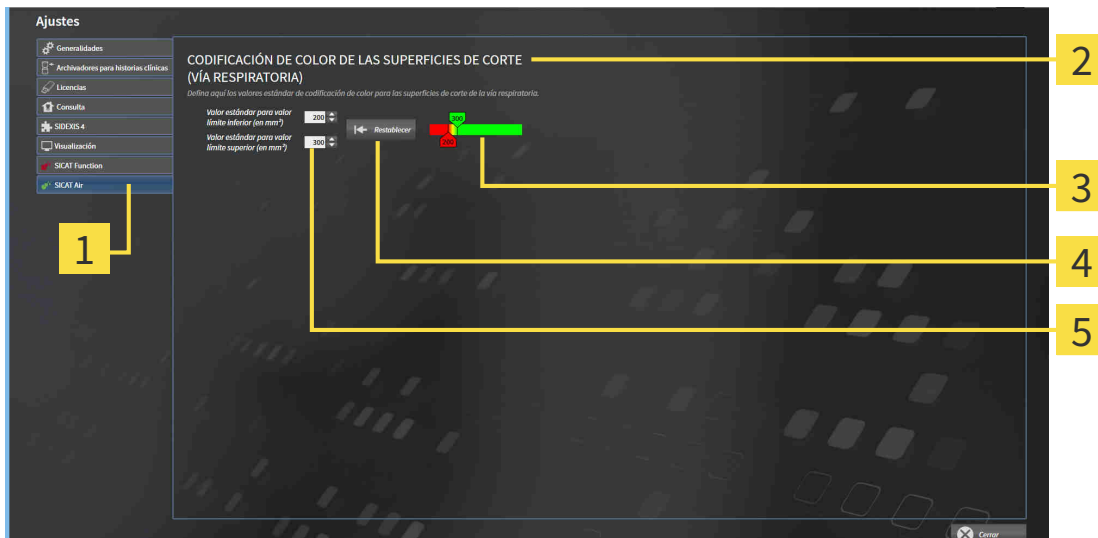 Ajustes
Generalidades
Archivadores para historias clínicas
Licencias
Consulta
SIDEXIS 4
Visualización
SICAT Function
SICAT Air
CODIFICACIÓN DE COLOR DE LAS SUPERFICIES DE CORTE
(VÍA RESPIRATORIA)
Defina aquí los valores estándar de codificación de color para las superficies de corte de la vía respiratoria.
Valor estándar para valor
límite inferior (en mm²)
200
Valor estándar para valor
límite superior (en mm²)
300
Restablecer
300
200
Cerrar
1
2
3
4
5